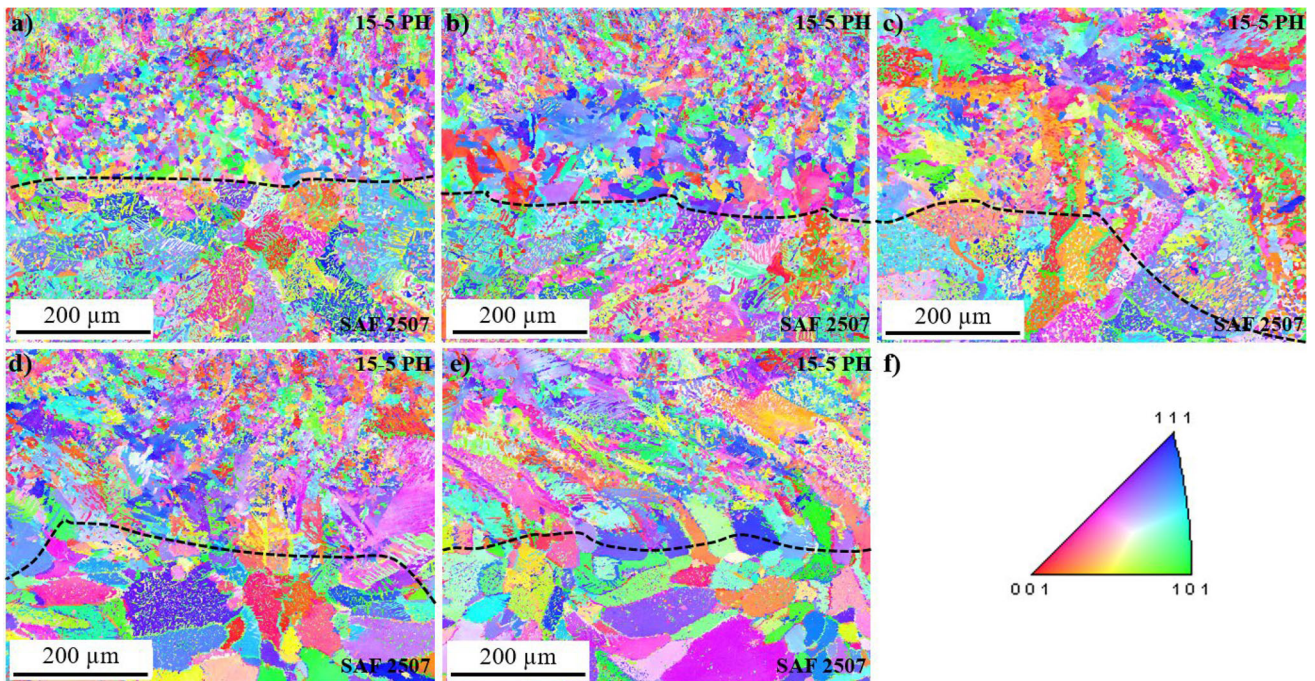 a) 15-5 PH
200 µm
SAF 2507
b) 15-5 PH
200 µm
SAF 2507
c) 15-5 PH
200 µm
SAF 2507
d) 15-5 PH
200 µm
SAF 2507
e) 15-5 PH
200 µm
SAF 2507
f)
1 1 1
0 0 1 1 0 1